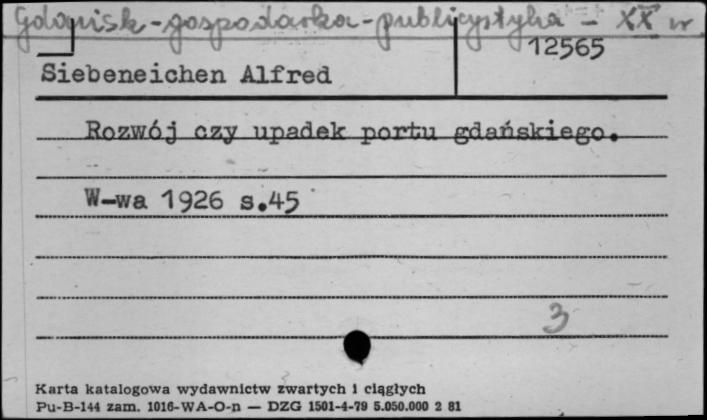 Gdańsk-gospodarka-publicystyka - XX w
12565
Siebeneichen Alfred
Rozwój czy upadek portu gdańskiego.
W-wa 1926 s.45
3
Karta katalogowa wydawnictw zwartych i ciągłych
Pu-B-144 zam. 1016-WA-O-n — DZG 1501-4-79 5.050.000 2 81